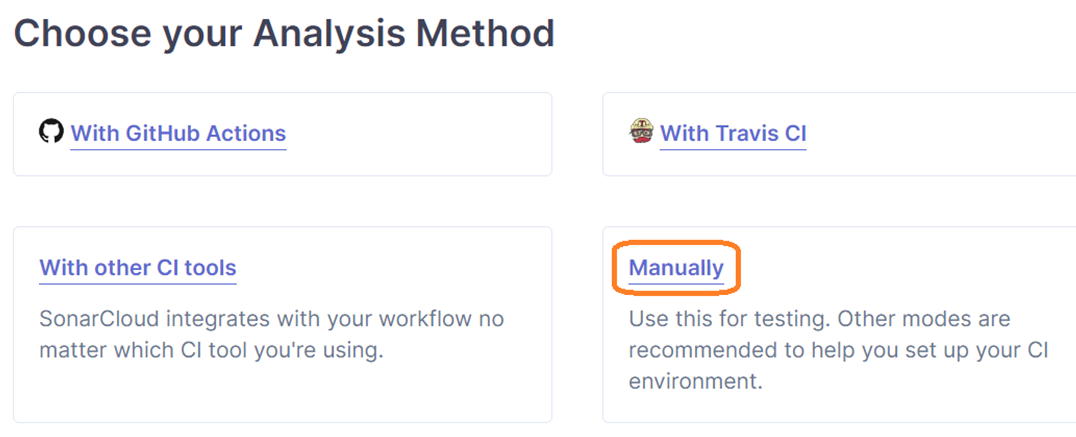 Choose your Analysis Method
With GitHub Actions
With Travis CI
With other CI tools
SonarCloud integrates with your workflow no
matter which CI tool you're using.
Manually
Use this for testing. Other modes are
recommended to help you set up your CI
environment.